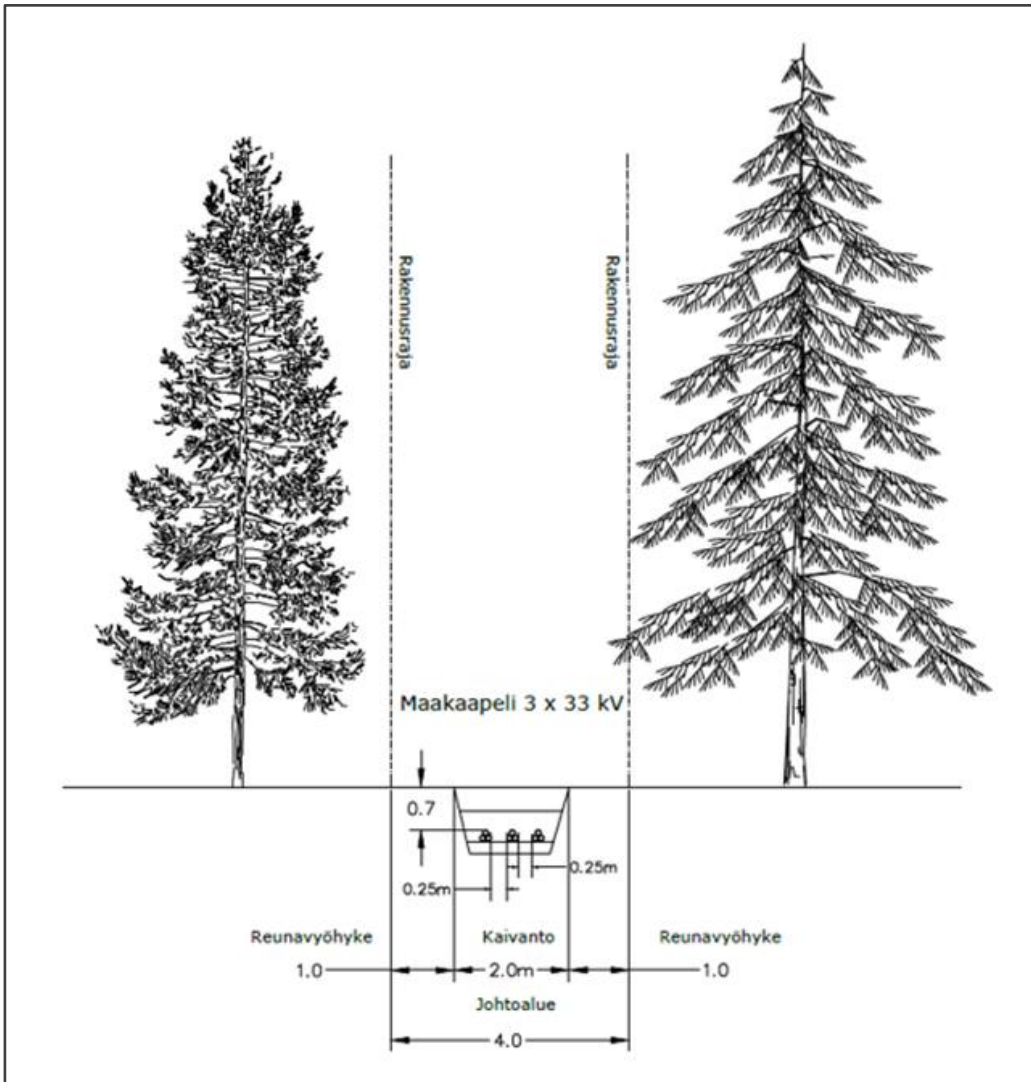 Rakennusraja
Rakennusraja
Maakaapeli 3 x 33 kV
0.7
0.25m
0.25m
Reunavyöhyke
Kaivanto
Reunavyöhyke
1.0
2.0m
1.0
Johtoalue
4.0